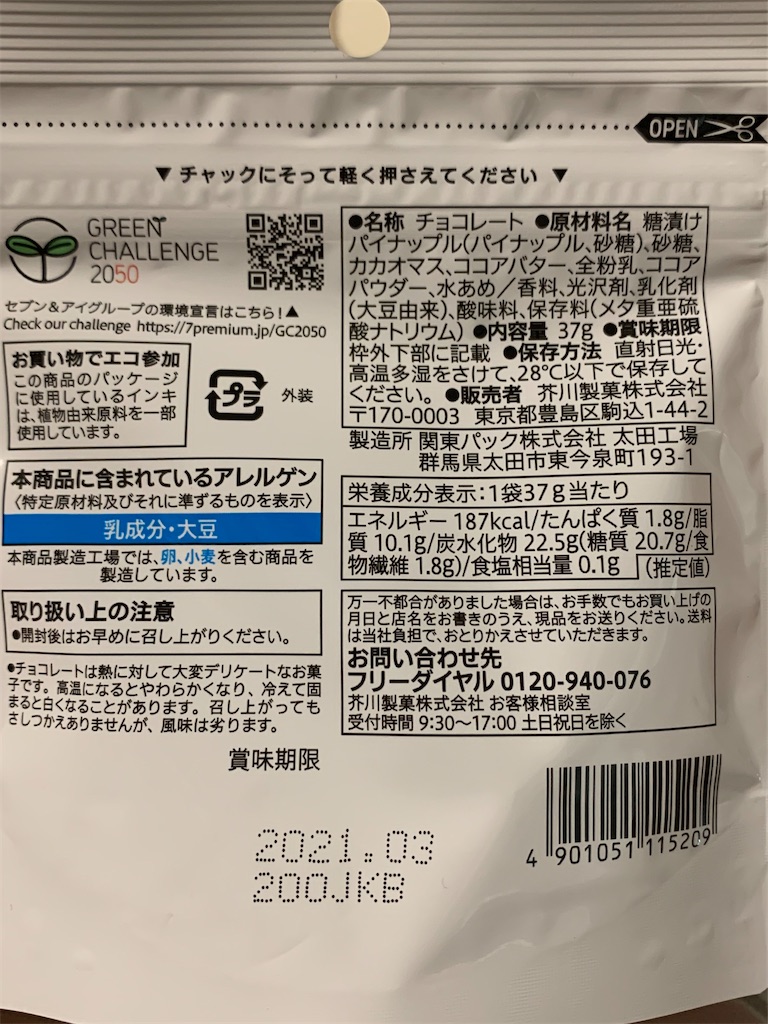 OPEN
▼チャックにそって軽く押さえてください▼
GREEN
CHALLENGE
2050
セブン&アイグループの環境宣言はこちら!▲
Check our challenge https://7premium.jp/GC2050
お買い物でエコ参加
この商品のパッケージ
に使用しているインキ
は、植物由来原料を一部
使用しています。
プラ
外装
本商品に含まれているアレルゲン
〈特定原材料及びそれに準ずるものを表示〉
乳成分・大豆
本商品製造工場では、卵、小麦を含む商品を
製造しています。
取り扱い上の注意
●開封後はお早めに召し上がりください。
●チョコレートは熱に対して大変デリケートなお菓
子です。高温になるとやわらかくなり、冷えて固
まると白くなることがあります。召し上がっても
さしつかえありませんが、風味は劣ります。
●名称 チョコレート ●原材料名 糖漬け
パイナップル(パイナップル、砂糖)、砂糖、
カカオマス、ココアバター、全粉乳、ココア
パウダー、水あめ/香料、光沢剤、乳化剤
(大豆由来)、酸味料、保存料(メタ重亜硫
酸ナトリウム) ●内容量 37g ●賞味期限
枠外下部に記載 ●保存方法 直射日光・
高温多湿をさけて、28℃以下で保存して
ください。 ●販売者 芥川製菓株式会社
〒170-0003 東京都豊島区駒込1-44-2
製造所 関東パック株式会社 太田工場
群馬県太田市東今泉町193-1
栄養成分表示:1袋37g当たり
エネルギー 187kcal/たんぱく質 1.8g/脂
質 10.1g/炭水化物 22.5g(糖質 20.7g/食
物繊維 1.8g)/食塩相当量 0.1g (推定値)
万一不都合がありました場合は、お手数でもお買い上げの
月日と店名をお書きのうえ、現品をお送りください。送料
は当社負担で、おとりかえさせていただきます。
お問い合わせ先
フリーダイヤル 0120-940-076
芥川製菓株式会社 お客様相談室
受付時間 9:30〜17:00 土日祝日を除く
賞味期限
2021.03
200JKB
4 901051 115209